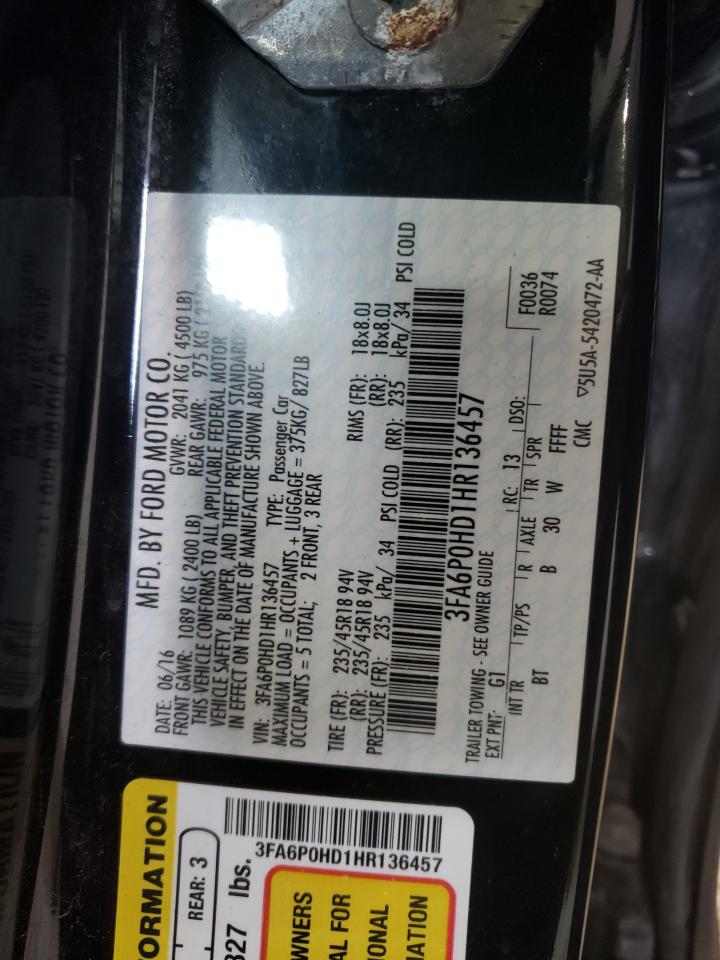 MFD. BY FORD MOTOR CO.
DATE: 06/16 GVWR: 2041 KG ( 4500 LB)
FRONT GAWR: 1089 KG ( 2400 LB) REAR GAWR: 975 KG (
THIS VEHICLE CONFORMS TO ALL APPLICABLE FEDERAL MOTOR
VEHICLE SAFETY, BUMPER, AND THEFT PREVENTION STANDARDS
IN EFFECT ON THE DATE OF MANUFACTURE SHOWN ABOVE.
VIN: 3FA6P0HD1HR136457 TYPE: Passenger Car
MAXIMUM LOAD = OCCUPANTS + LUGGAGE = 375KG/ 827LB
OCCUPANTS = 5 TOTAL; 2 FRONT, 3 REAR
TIRE (FR): 235/45R18 94V RIMS (FR): 18x8.0J
(RR): 235/45R18 94V (RR): 18x8.0J
PRESSURE (FR): 235 kPa/ 34 PSI COLD (RR): 235 kPa/ 34 PSI COLD
3FA6P0HD1HR136457
TRAILER TOWING - SEE OWNER GUIDE
EXT PNT: G1 RC: 13 DSO: F0036
R0074
INT TR TP/PS R AXLE TR SPR
BT B 30 W FFFF
CMC ▽5U5A-5420472-AA
ORMATION
REAR: 3
827 lbs.
3FA6P0HD1HR136457
WNERS
AL FOR
IONAL
ATION